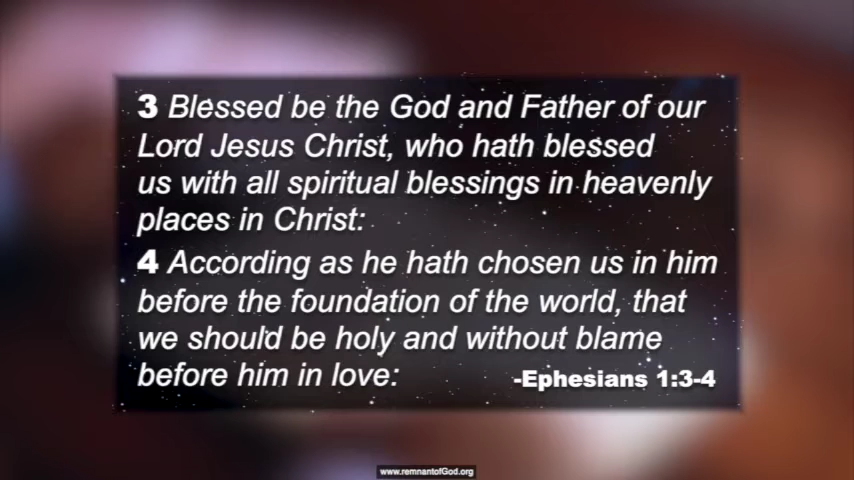 3 Blessed be the God and Father of our
Lord Jesus Christ, who hath blessed
us with all spiritual blessings in heavenly
places in Christ:
4 According as he hath chosen us in him
before the foundation of the world, that
we should be holy and without blame
before him in love: -Ephesians 1:3-4
www.remnantofGod.org